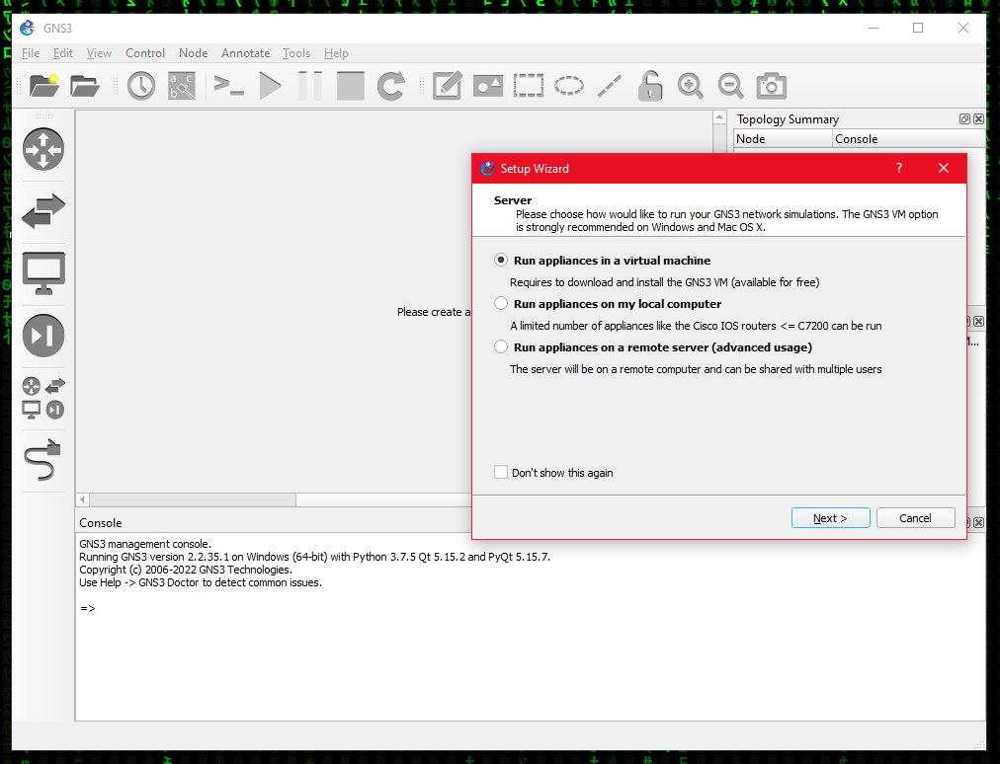 GNS3
File Edit View Control Node Annotate Tools Help
Topology Summary
Node Console
Setup Wizard
?
Server
Please choose how would like to run your GNS3 network simulations. The GNS3 VM option
is strongly recommended on Windows and Mac OS X.
Run appliances in a virtual machine
Requires to download and install the GNS3 VM (available for free)
Run appliances on my local computer
A limited number of appliances like the Cisco IOS routers <= C7200 can be run
Run appliances on a remote server (advanced usage)
The server will be on a remote computer and can be shared with multiple users
Don't show this again
Next > Cancel
Please create a
Console
GNS3 management console.
Running GNS3 version 2.2.35.1 on Windows (64-bit) with Python 3.7.5 Qt 5.15.2 and PyQt 5.15.7.
Copyright (c) 2006-2022 GNS3 Technologies.
Use Help -> GNS3 Doctor to detect common issues.
=>